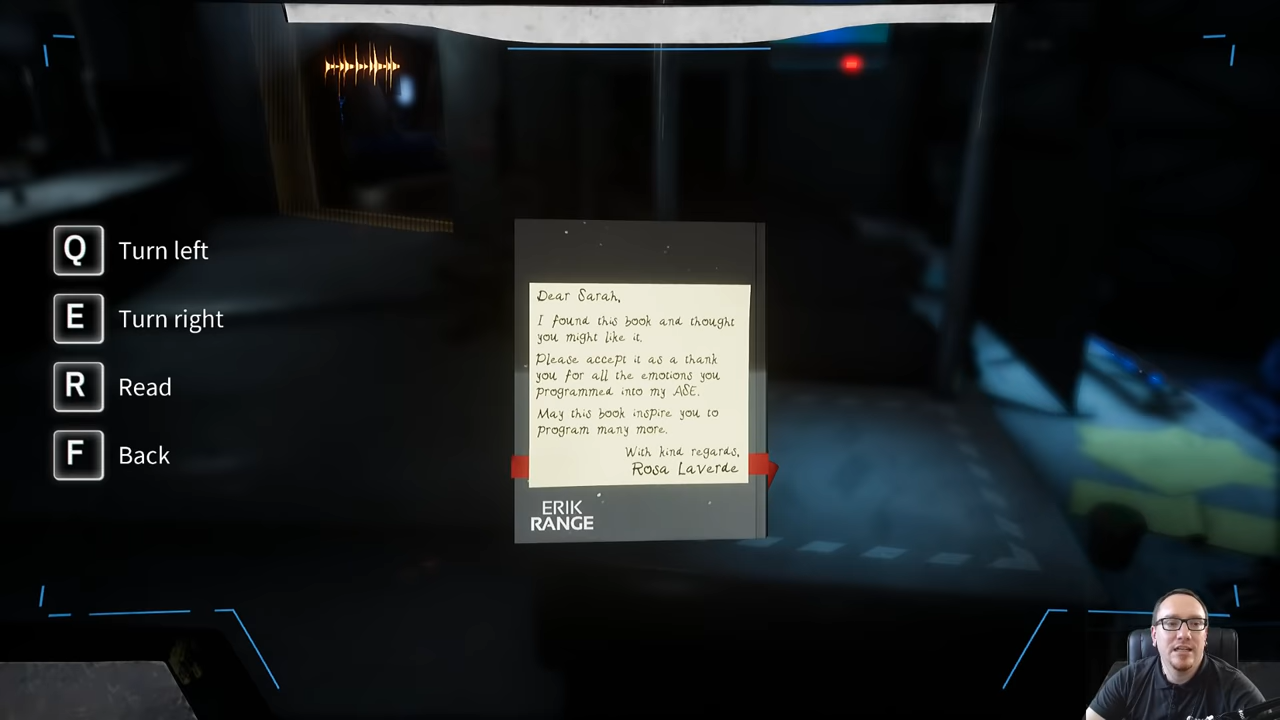 Q Turn left
E Turn right
R Read
F Back
Dear Sarah,
I found this book and thought
you might like it.
Please accept it as a thank
you for all the emotions you
programmed into my ASE.
May this book inspire you to
program many more.
With kind regards,
Rosa Laverde
ERIK
RANGE